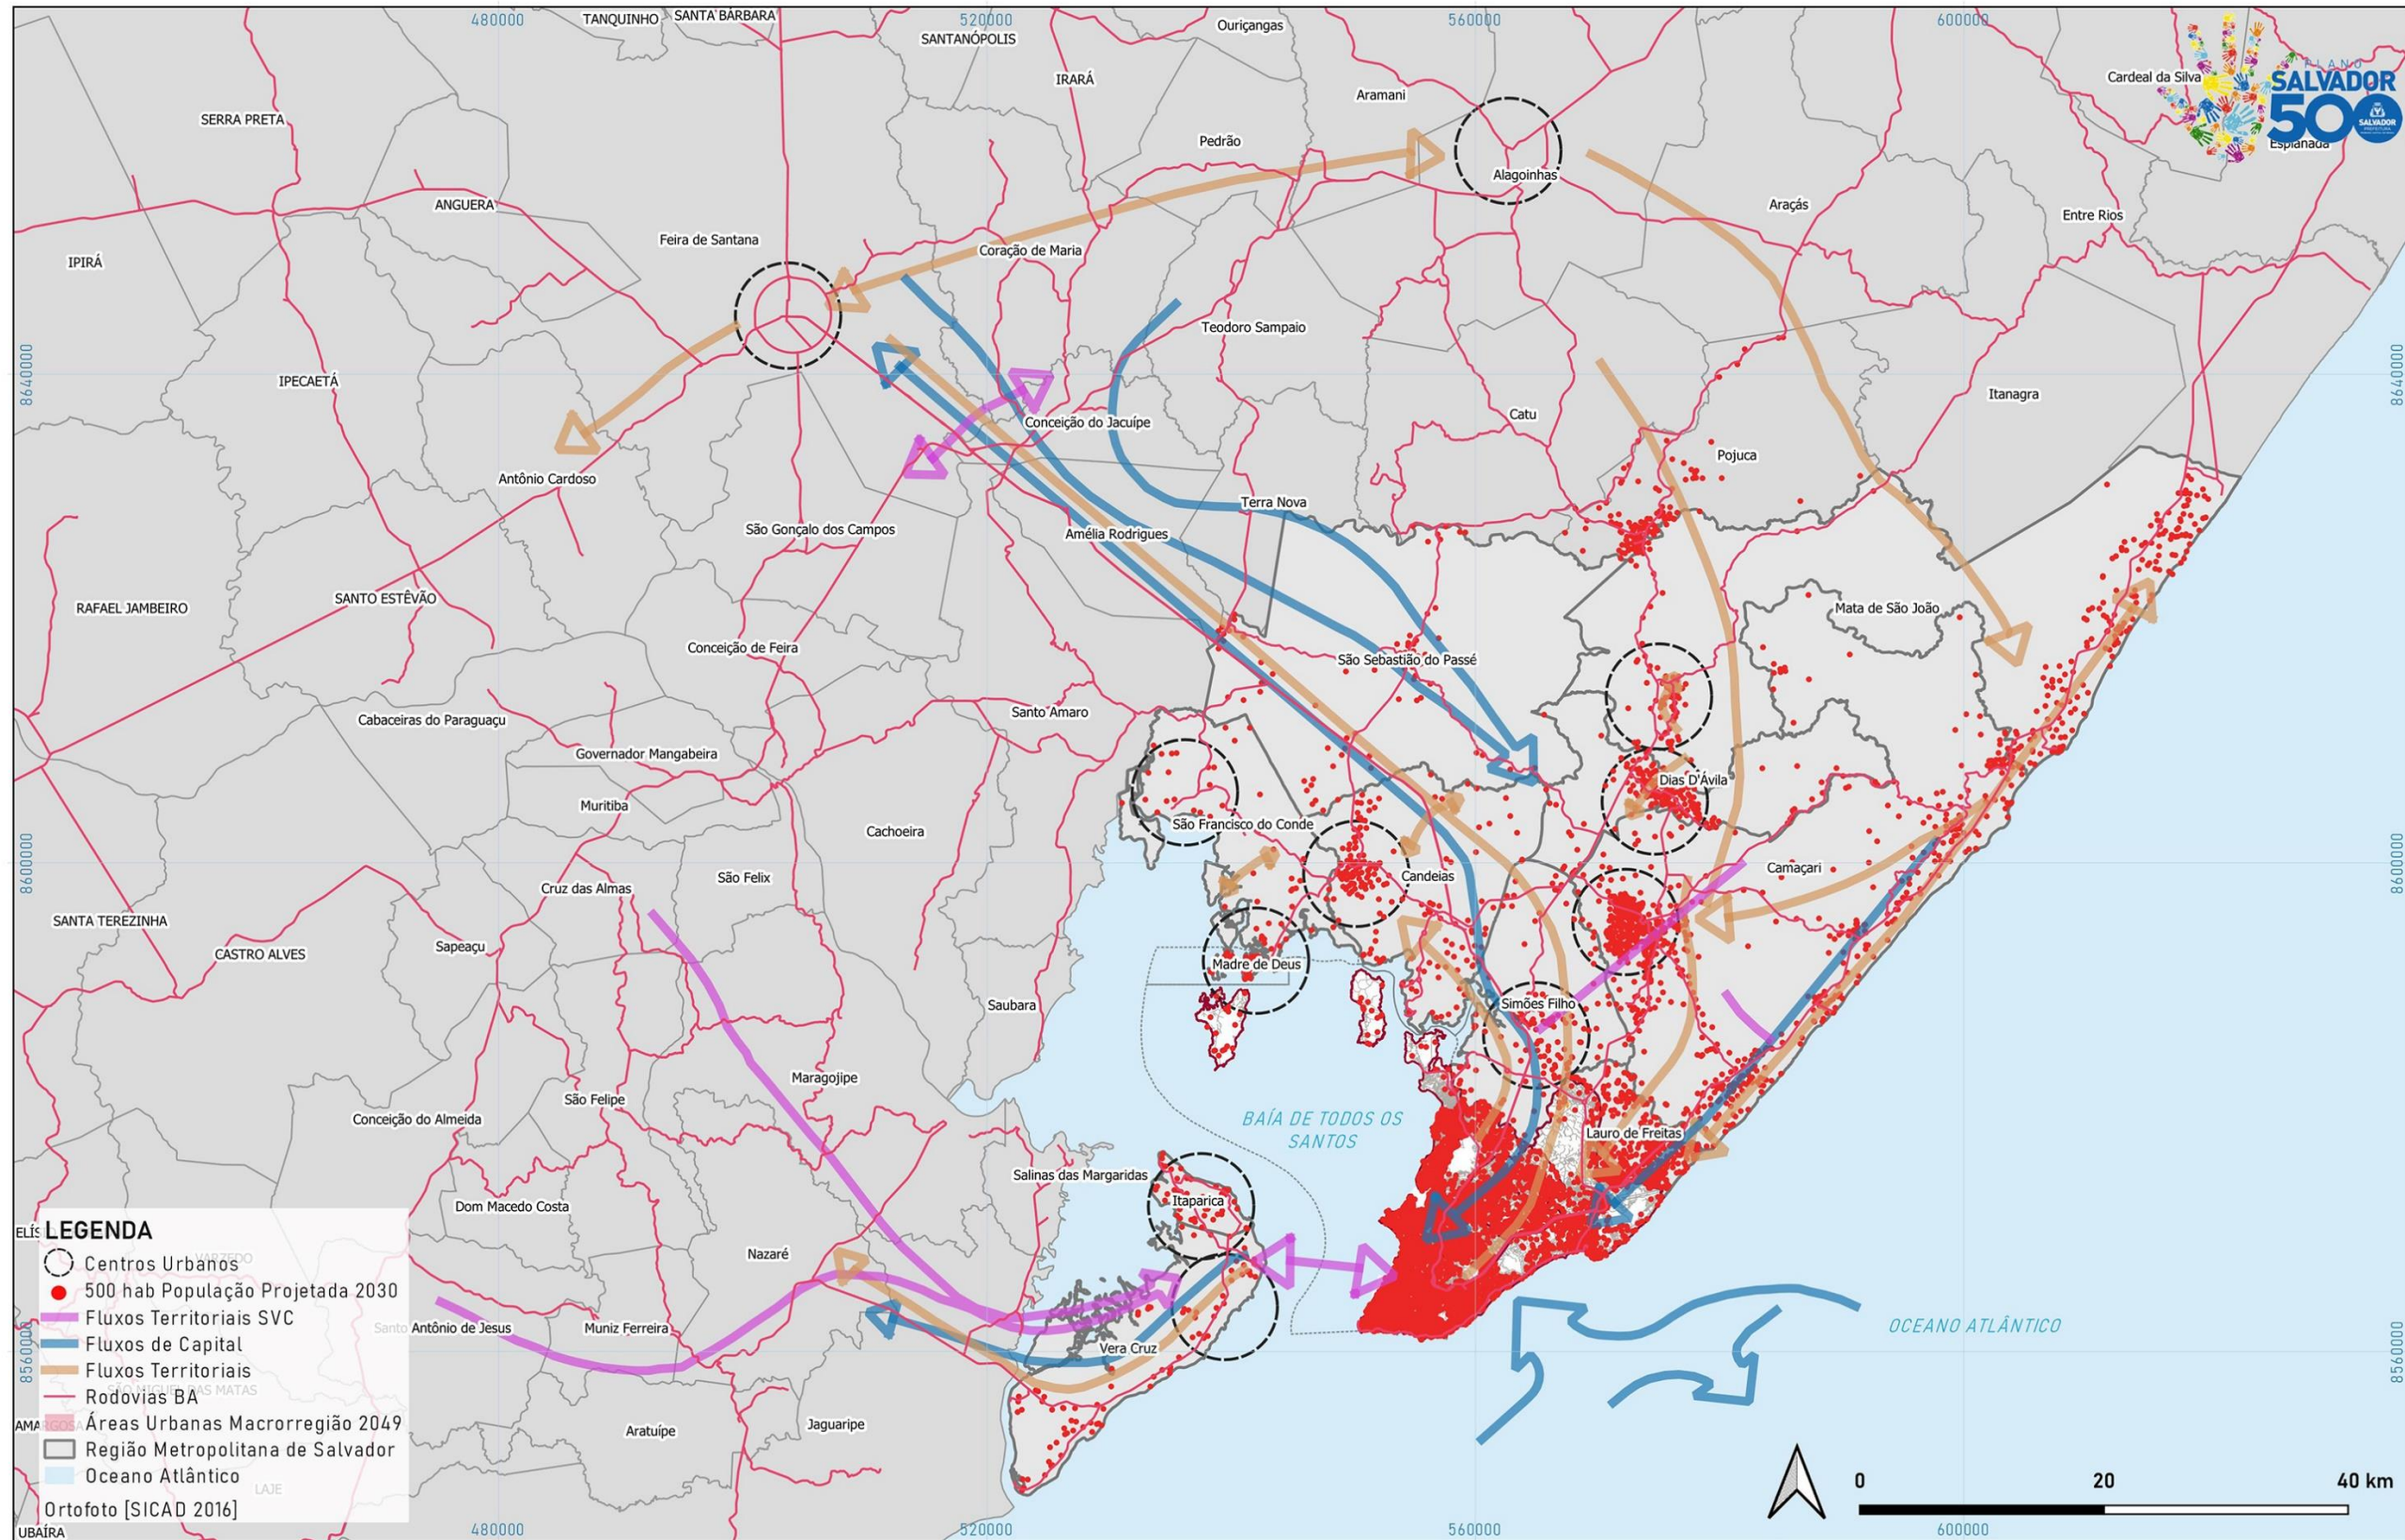 480000
520000
560000
600000
TANQUINHO
SANTA BÁRBARA
SANTANÓPOLIS
Ouriçangas
IRARÁ
Aramani
Cardeal da Silva
PLANO
SALVADOR
500
SALVADOR
PREFEITURA
Esplanada
SERRA PRETA
Pedrão
Alagoinhas
ANGUERA
Araçás
Entre Rios
Feira de Santana
Coração de Maria
IPIRÁ
Teodoro Sampaio
8640000
8640000
IPECAETÁ
Itanagra
Conceição do Jacuípe
Catu
Pojuca
Antônio Cardoso
Terra Nova
São Gonçalo dos Campos
Amélia Rodrigues
SANTO ESTÊVÃO
RAFAEL JAMBEIRO
Mata de São João
Conceição de Feira
São Sebastião do Passé
Cabaceiras do Paraguaçu
Santo Amaro
Governador Mangabeira
Dias D'Ávila
Muritiba
São Francisco do Conde
Cachoeira
8600000
8600000
Camaçari
São Felix
Candeias
Cruz das Almas
SANTA TEREZINHA
Sapeaçu
CASTRO ALVES
Madre de Deus
Saubara
Simões Filho
Maragojipe
São Felipe
Conceição do Almeida
BAÍA DE TODOS OS
SANTOS
Lauro de Freitas
Salinas das Margaridas
Itaparica
Dom Macedo Costa
Nazaré
VARZEDO
ELÍS
Santo Antônio de Jesus
Muniz Ferreira
OCEANO ATLÂNTICO
Vera Cruz
8560000
8560000
SÃO MIGUEL DAS MATAS
AMARGOSA
Aratuípe
Jaguaripe
LAJE
UBAÍRA
LEGENDA
Centros Urbanos
500 hab População Projetada 2030
Fluxos Territoriais SVC
Fluxos de Capital
Fluxos Territoriais
Rodovias BA
Áreas Urbanas Macrorregião 2049
Região Metropolitana de Salvador
Oceano Atlântico
Ortofoto [SICAD 2016]
0
20
40 km
480000
520000
560000
600000